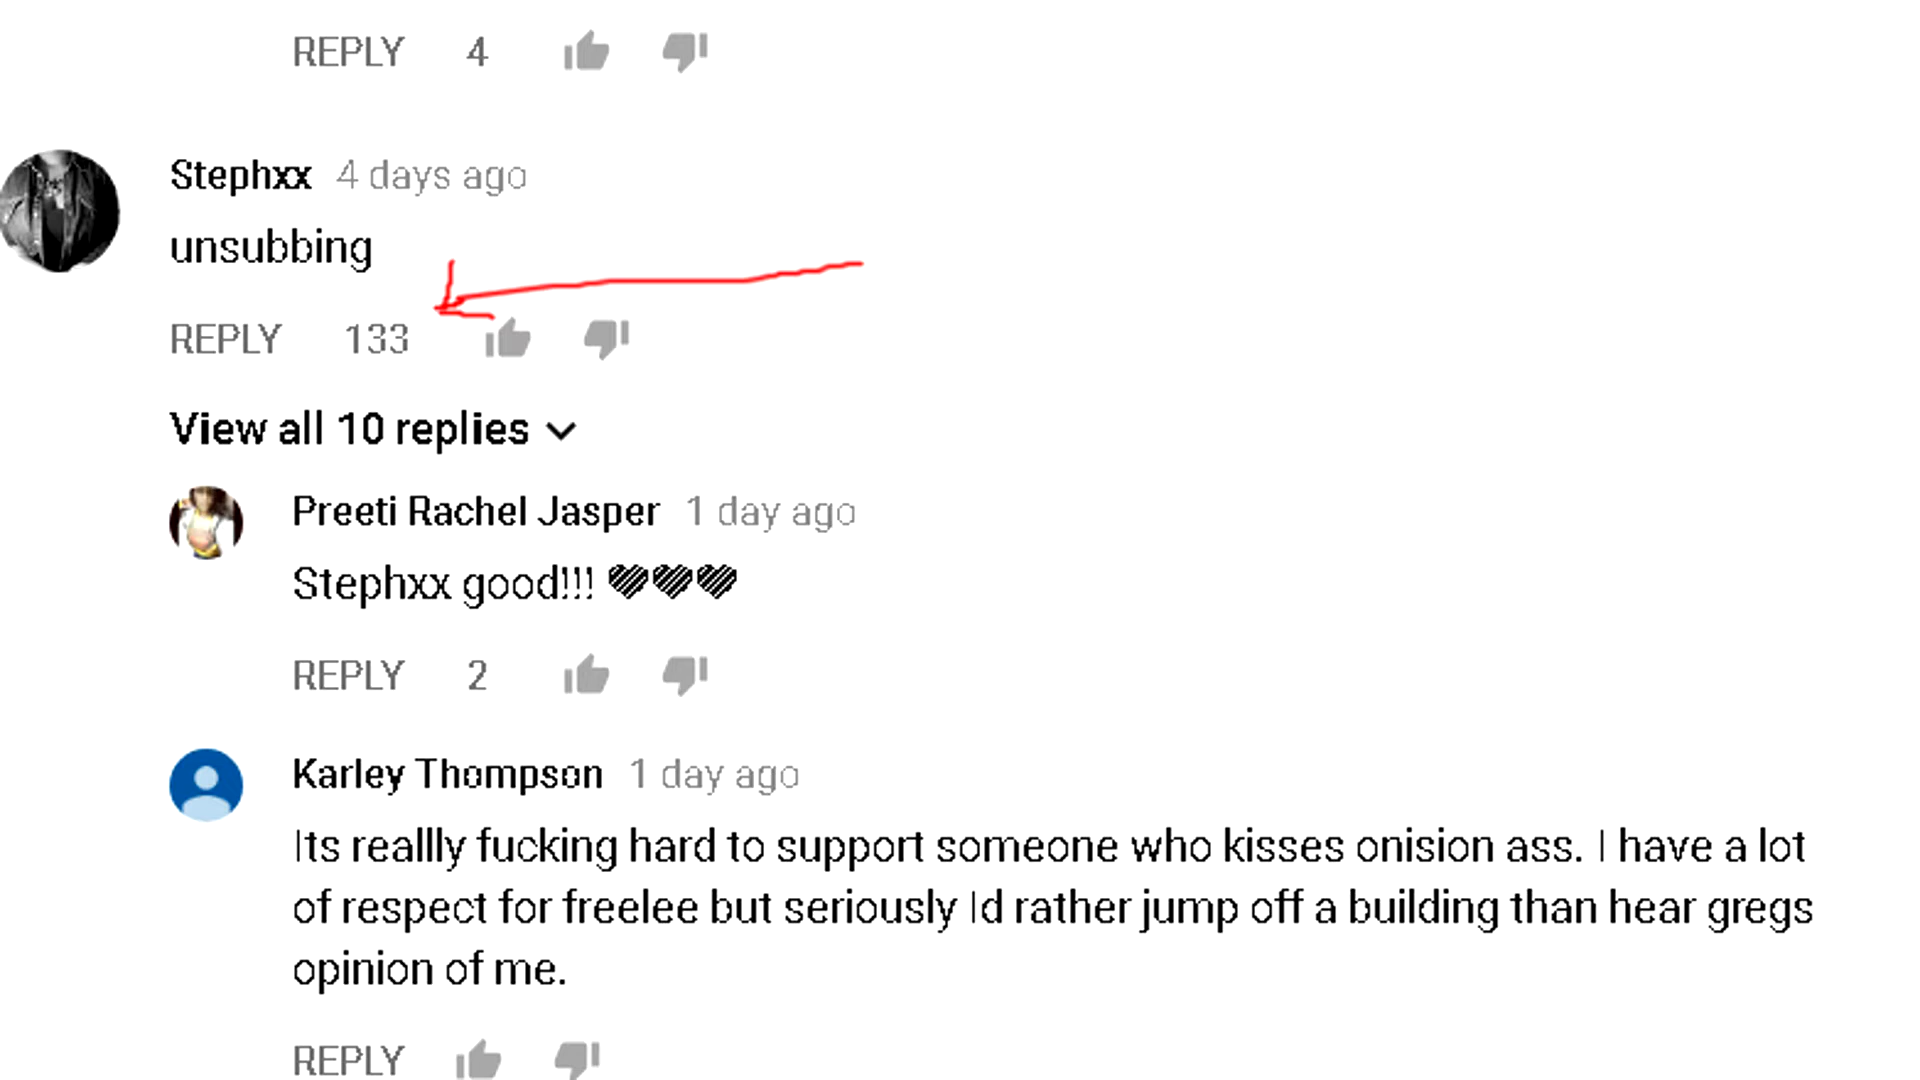 REPLY 4
Stephxx 4 days ago
unsubbing
REPLY 133
View all 10 replies
Preeti Rachel Jasper 1 day ago
Stephxx good!!! 🖤🖤🖤
REPLY 2
Karley Thompson 1 day ago
Its reallly fucking hard to support someone who kisses onision ass. I have a lot
of respect for freelee but seriously Id rather jump off a building than hear gregs
opinion of me.
REPLY